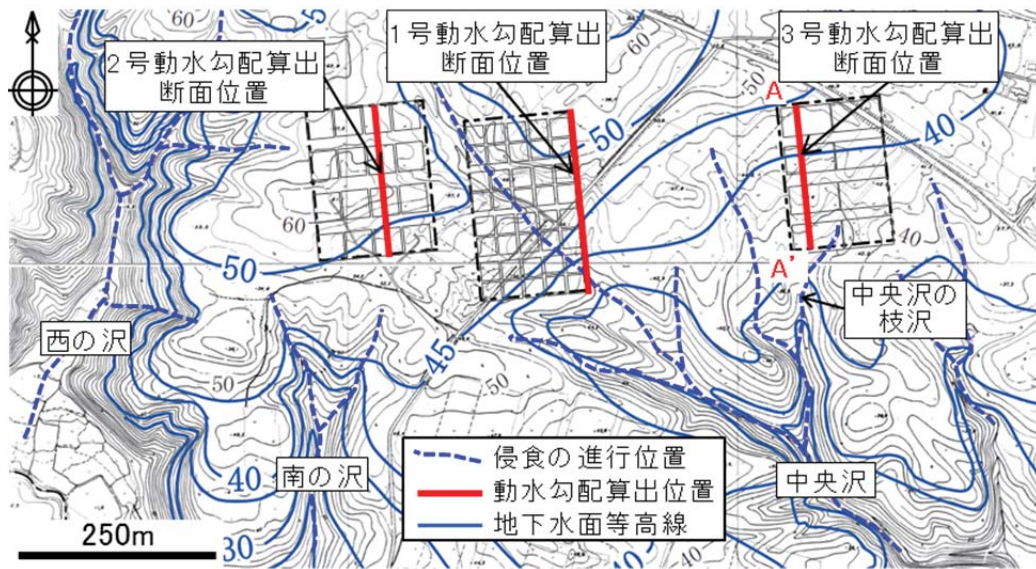 60
50
60
1号動水勾配算出
断面位置
3号動水勾配算出
断面位置
2号動水勾配算出
断面位置
A
50
40
60
50
40
A’
中央沢の
枝沢
西の沢
45
50
50
侵食の進行位置
動水勾配算出位置
地下水面等高線
40
南の沢
中央沢
30
40
250m